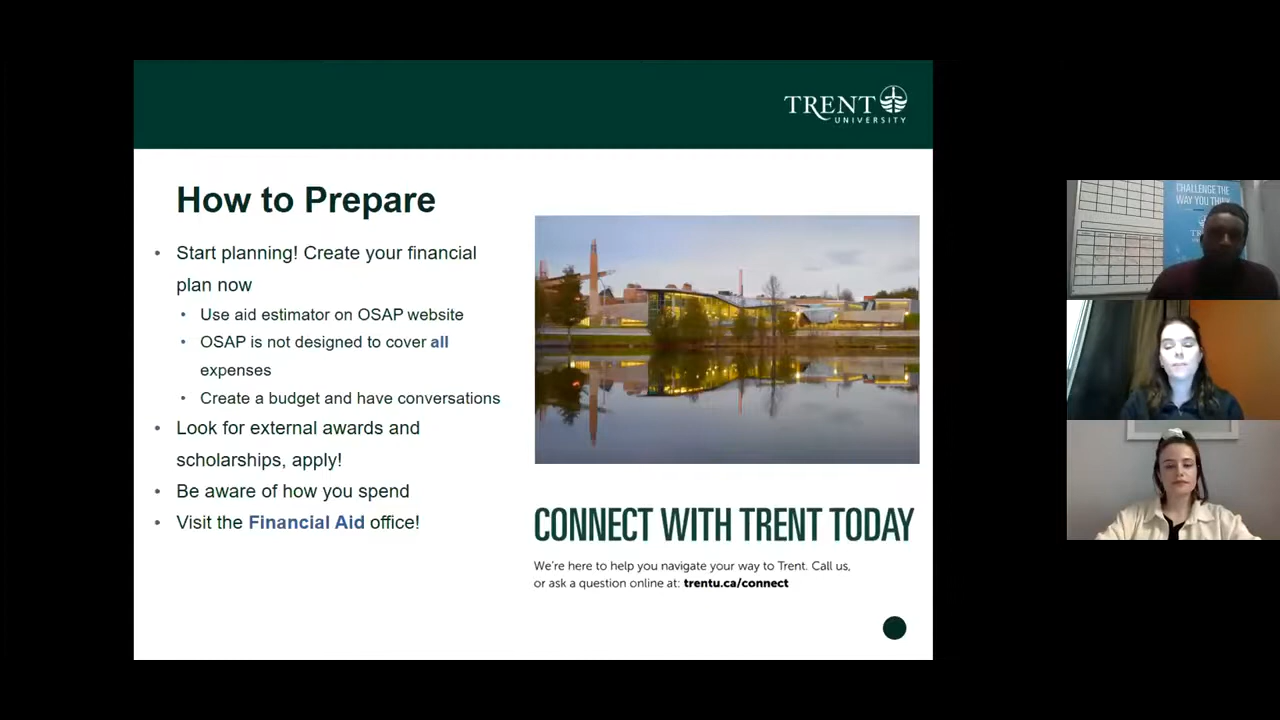 TRENT
UNIVERSITY
How to Prepare
• Start planning! Create your financial
plan now
• Use aid estimator on OSAP website
• OSAP is not designed to cover all
expenses
• Create a budget and have conversations
• Look for external awards and
scholarships, apply!
• Be aware of how you spend
• Visit the Financial Aid office!
CONNECT WITH TRENT TODAY
We're here to help you navigate your way to Trent. Call us,
or ask a question online at: trentu.ca/connect
CHALLENGE THE
WAY YOU